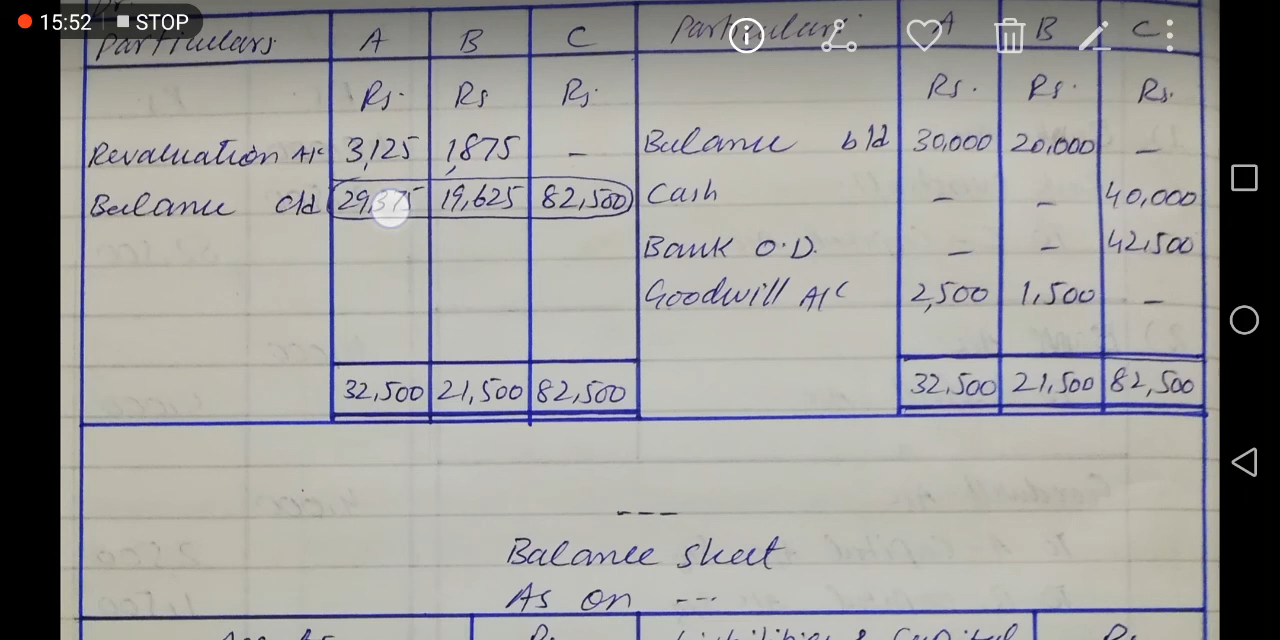 15:52 STOP
Particulars A B C Particulars A B C
Rs. Rs Rs. Rs. Rs. Rs.
Revaluation A/c 3,125 1,875 - Balance b/d 30,000 20,000 -
Balance c/d 29,375 19,625 82,500 Cash - - 40,000
Bank O.D. - - 42,500
Goodwill A/C 2,500 1,500 -
32,500 21,500 82,500 32,500 21,500 82,500
Balance sheet
As on ---